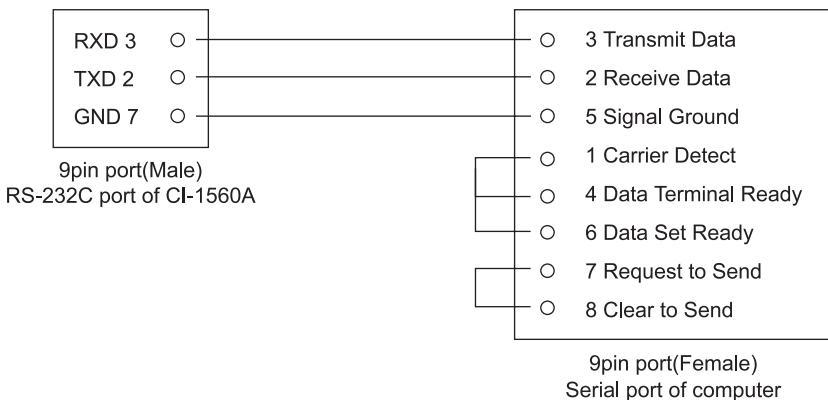 RXD 3
TXD 2
GND 7
9pin port(Male)
RS-232C port of CI-1560A
3 Transmit Data
2 Receive Data
5 Signal Ground
1 Carrier Detect
4 Data Terminal Ready
6 Data Set Ready
7 Request to Send
8 Clear to Send
9pin port(Female)
Serial port of computer